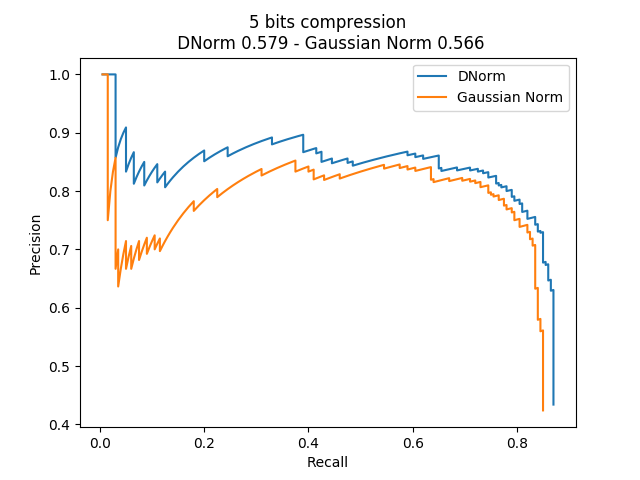 5 bits compression
DNorm 0.579 - Gaussian Norm 0.566
DNorm
Gaussian Norm
Precision
1.0
0.9
0.8
0.7
0.6
0.5
0.4
0.0 0.2 0.4 0.6 0.8
Recall